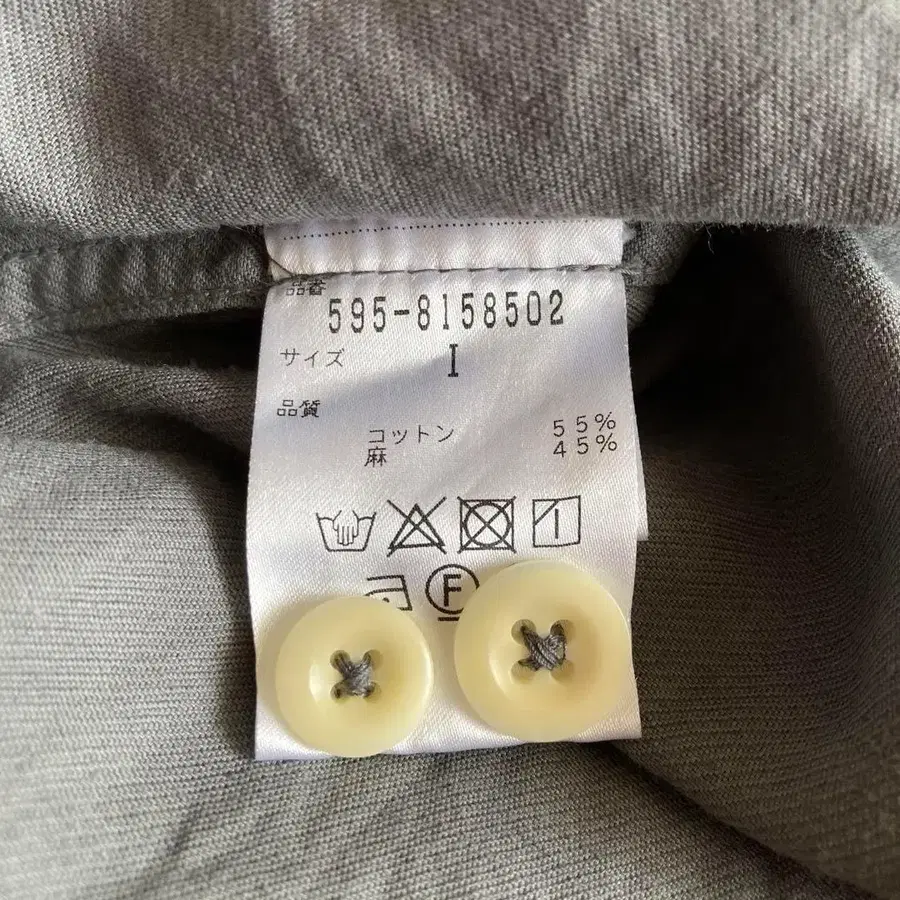 品番
595-8158502
サイズ I
品質
コットン 55%
麻 45%
F